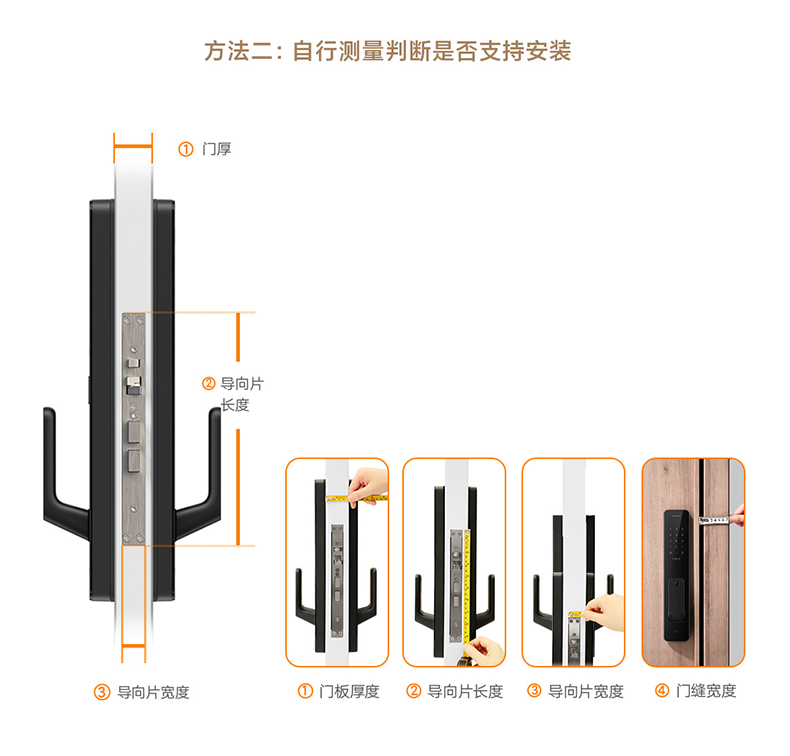 方法二：自行测量判断是否支持安装
① 门厚
② 导向片
长度
③ 导向片宽度
① 门板厚度
② 导向片长度
③ 导向片宽度
④ 门缝宽度